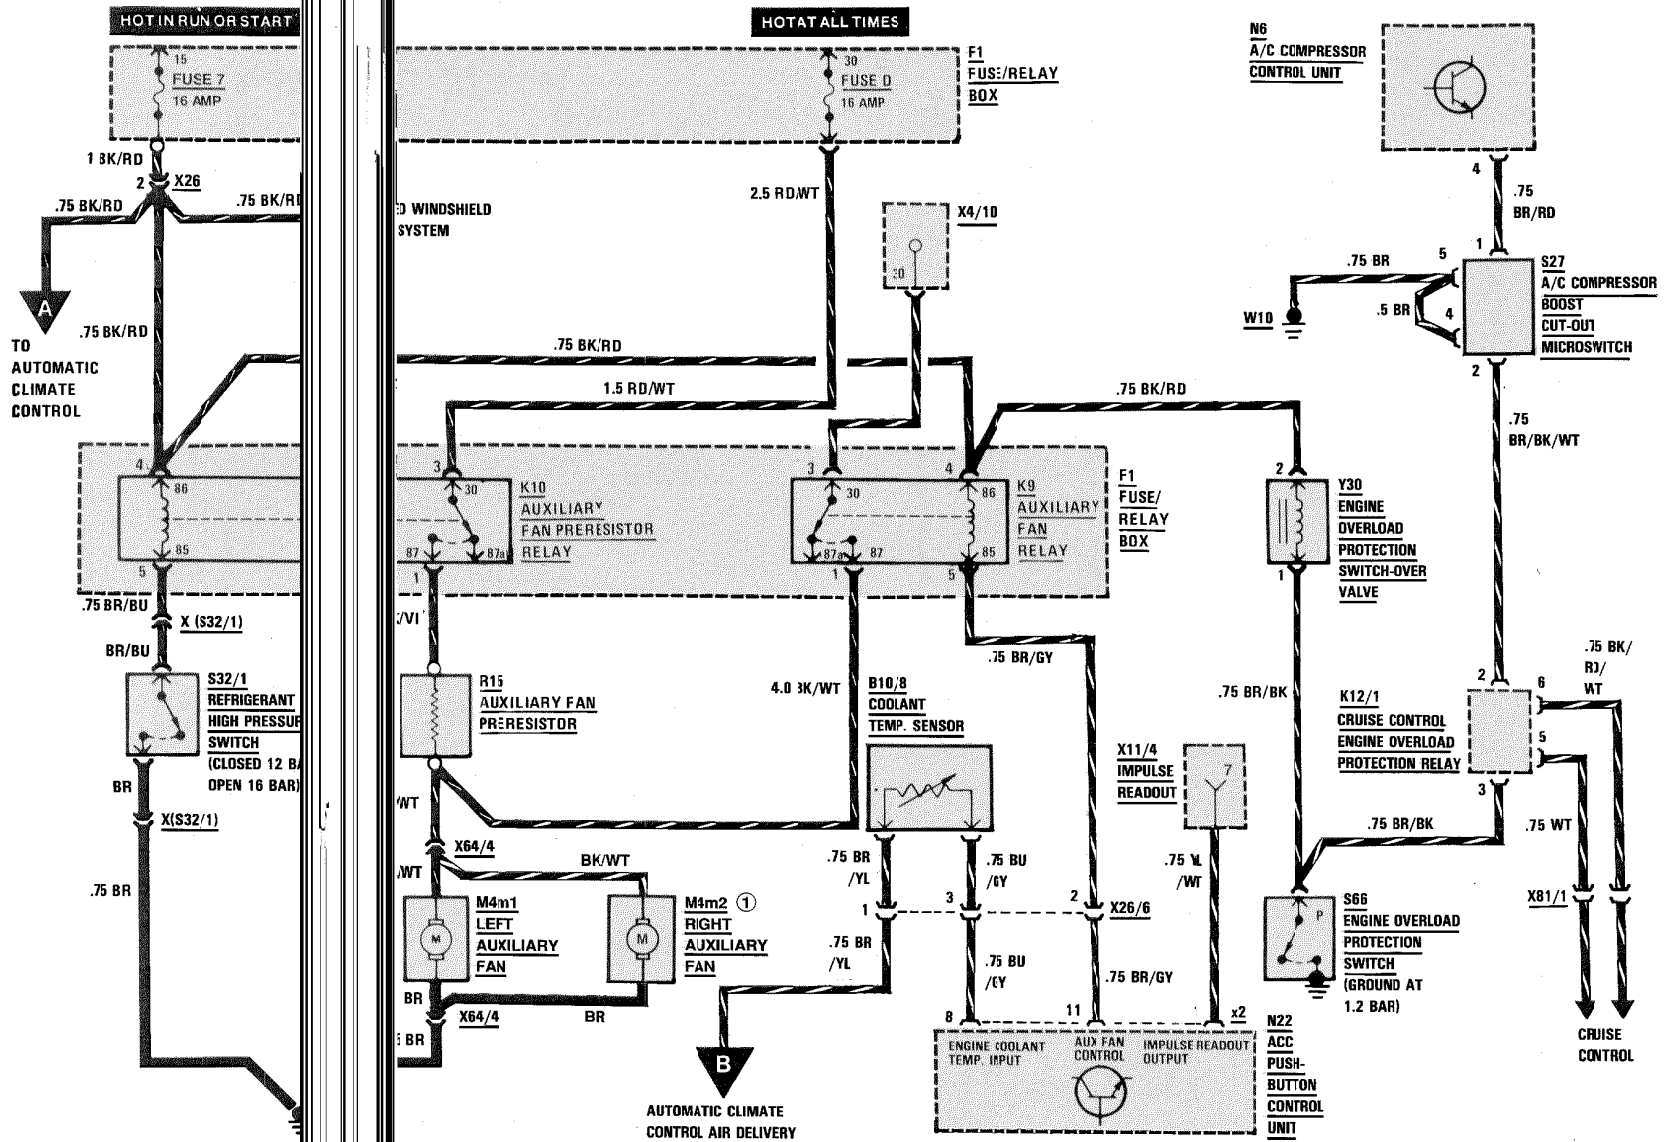 HOT IN RUN OR START
HOT AT ALL TIMES
15
FUSE 7
16 AMP
30
FUSE D
16 AMP
F1
FUSE/RELAY
BOX
N6
A/C COMPRESSOR
CONTROL UNIT
1 BK/RD
2
X26
.75 BK/RD
.75 BK/RD
D WINDSHIELD
SYSTEM
2.5 RD/WT
X4/10
30
4
.75
BR/RD
1
5
.75 BR
.5 BR
4
W10
S27
A/C COMPRESSOR
BOOST
CUT-OUT
MICROSWITCH
2
A
TO
AUTOMATIC
CLIMATE
CONTROL
.75 BK/RD
.75 BK/RD
1.5 RD/WT
.75 BK/RD
.75
BR/BK/WT
4
86
85
5
3
30
87
87a
1
K10
AUXILIARY
FAN PRERESISTOR
RELAY
3
30
87a
87
1
4
86
85
5
K9
AUXILIARY
FAN
RELAY
F1
FUSE/
RELAY
BOX
2
1
Y30
ENGINE
OVERLOAD
PROTECTION
SWITCH-OVER
VALVE
.75 BR/BU
X (S32/1)
BR/BU
S32/1
REFRIGERANT
HIGH PRESSUR
SWITCH
(CLOSED 12 BA
OPEN 16 BAR)
BR
X(S32/1)
.75 BR
/VI
R15
AUXILIARY FAN
PRERESISTOR
/WT
X64/4
/WT
BK/WT
4.0 BK/WT
.75 BR/GY
B10/8
COOLANT
TEMP. SENSOR
X11/4
IMPULSE
READOUT
7
.75 BR/BK
2
K12/1
CRUISE CONTROL
ENGINE OVERLOAD
PROTECTION RELAY
6
5
3
.75 BK/
RD/
WT
.75 BR/BK
.75 WT
X81/1
CRUISE
CONTROL
M4m1
LEFT
AUXILIARY
FAN
M
M4m2 ①
RIGHT
AUXILIARY
FAN
M
BR
X64/4
BR
BR
.75 BR
/YL
.75 BU
/GY
.75 YL
/WT
1
3
2
X26/6
.75 BR
/YL
.75 BU
/GY
.75 BR/GY
S66
ENGINE OVERLOAD
PROTECTION
SWITCH
(GROUND AT
1.2 BAR)
P
B
AUTOMATIC CLIMATE
CONTROL AIR DELIVERY
8
11
x2
ENGINE COOLANT
TEMP. INPUT
AUX FAN
CONTROL
IMPULSE READOUT
OUTPUT
N22
ACC
PUSH-
BUTTON
CONTROL
UNIT